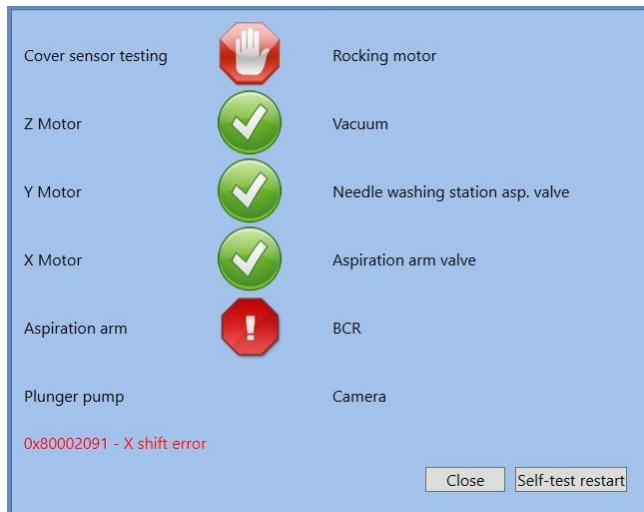 Cover sensor testing
Rocking motor
Z Motor
Vacuum
Y Motor
Needle washing station asp. valve
X Motor
Aspiration arm valve
Aspiration arm
!
BCR
Plunger pump
Camera
0x80002091 - X shift error
Close
Self-test restart